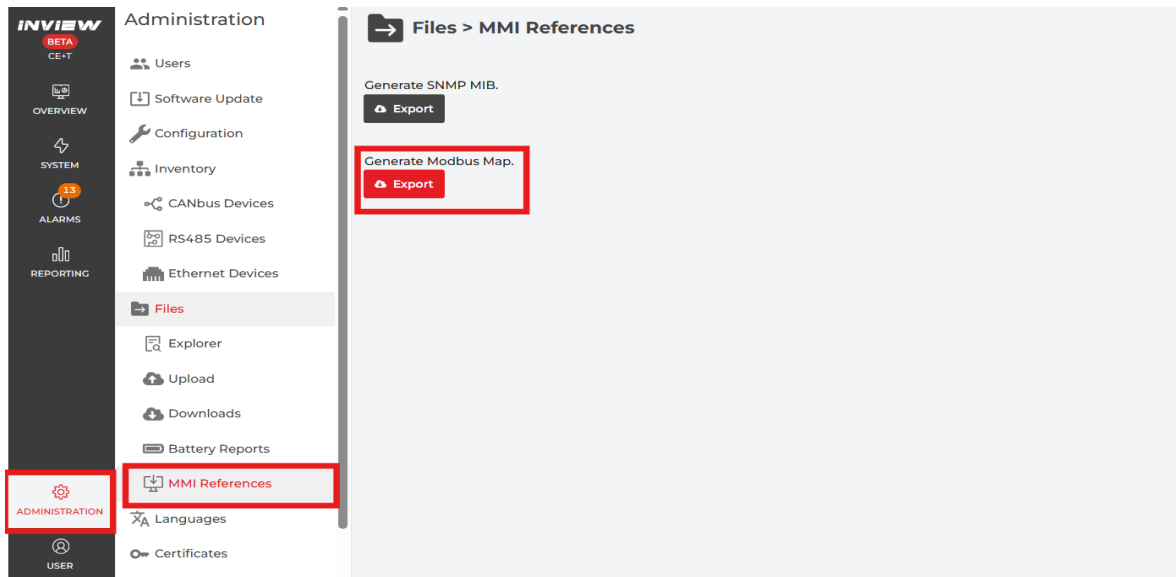 INVIEW
BETA
CE+T
OVERVIEW
SYSTEM
13
ALARMS
REPORTING
ADMINISTRATION
USER
Administration
Users
Software Update
Configuration
Inventory
CANbus Devices
RS485 Devices
Ethernet Devices
Files
Explorer
Upload
Downloads
Battery Reports
MMI References
Languages
Certificates
Files > MMI References
Generate SNMP MIB.
Export
Generate Modbus Map.
Export